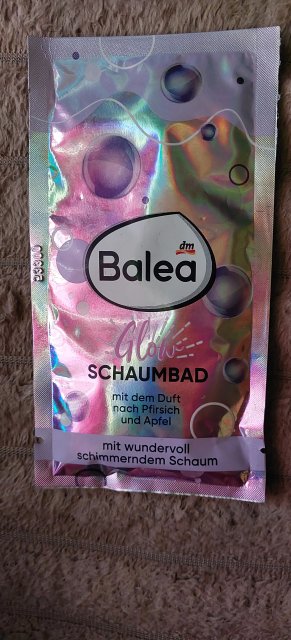 dm
Balea
Glow
SCHAUMBAD
mit dem Duft
nach Pfirsich
und Apfel
mit wundervoll
schimmerndem Schaum